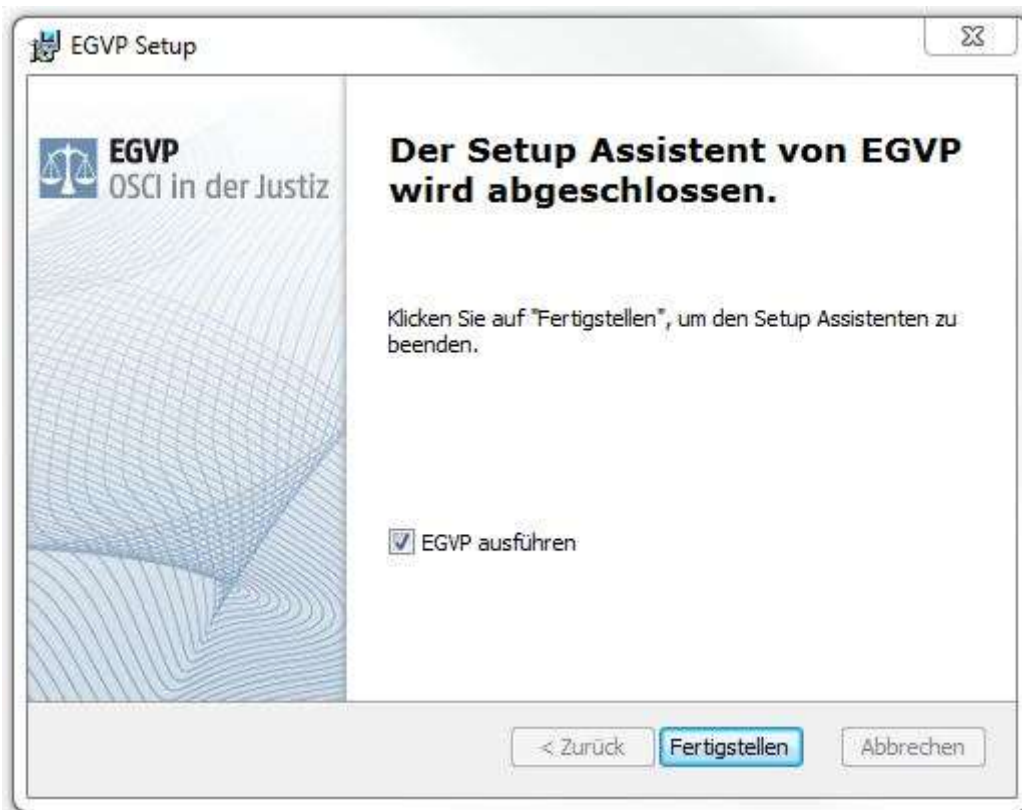 EGVP Setup
EGVP
OSCI in der Justiz
Der Setup Assistent von EGVP
wird abgeschlossen.
Klicken Sie auf "Fertigstellen", um den Setup Assistenten zu
beenden.
EGVP ausführen
< Zurück
Fertigstellen
Abbrechen